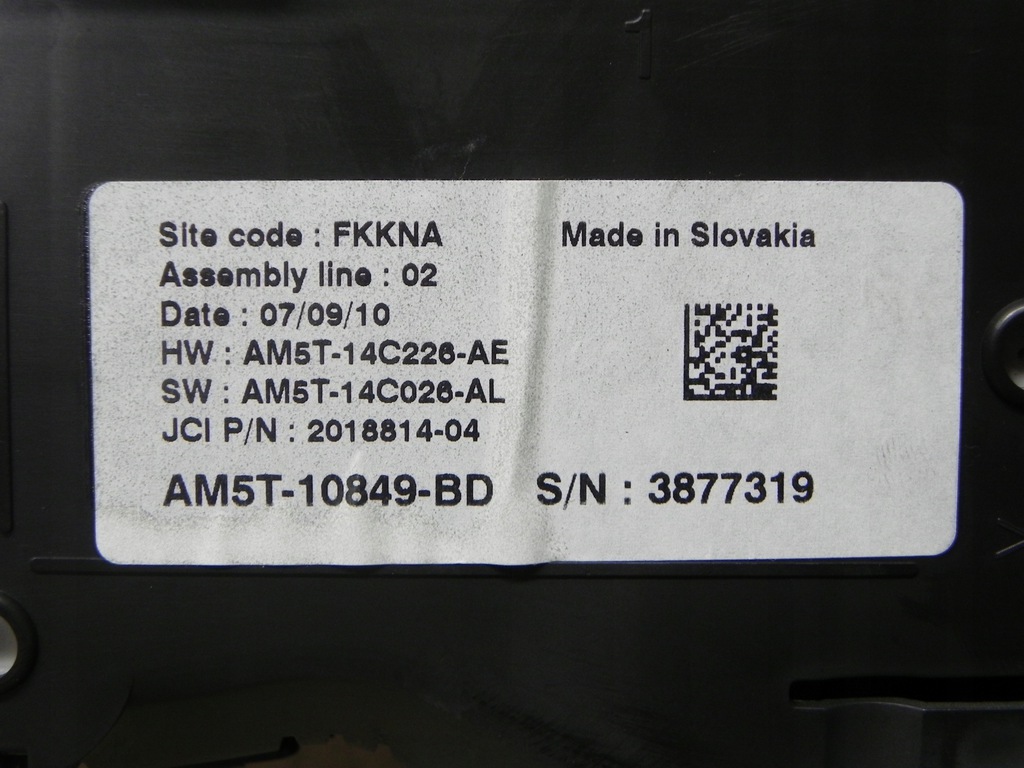 1
Site code : FKKNA
Made in Slovakia
Assembly line : 02
Date : 07/09/10
HW : AM5T-14C226-AE
SW : AM5T-14C026-AL
JCI P/N : 2018814-04
AM5T-10849-BD S/N : 3877319